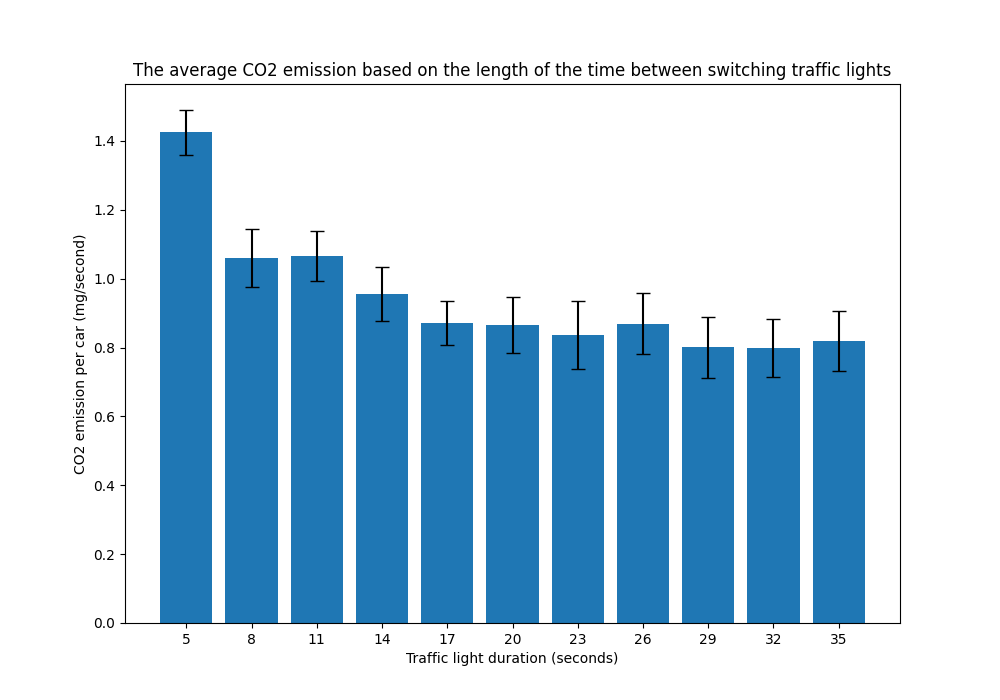 The average CO2 emission based on the length of the time between switching traffic lights
CO2 emission per car (mg/second)
1.4
1.2
1.0
0.8
0.6
0.4
0.2
0.0
5 8 11 14 17 20 23 26 29 32 35
Traffic light duration (seconds)